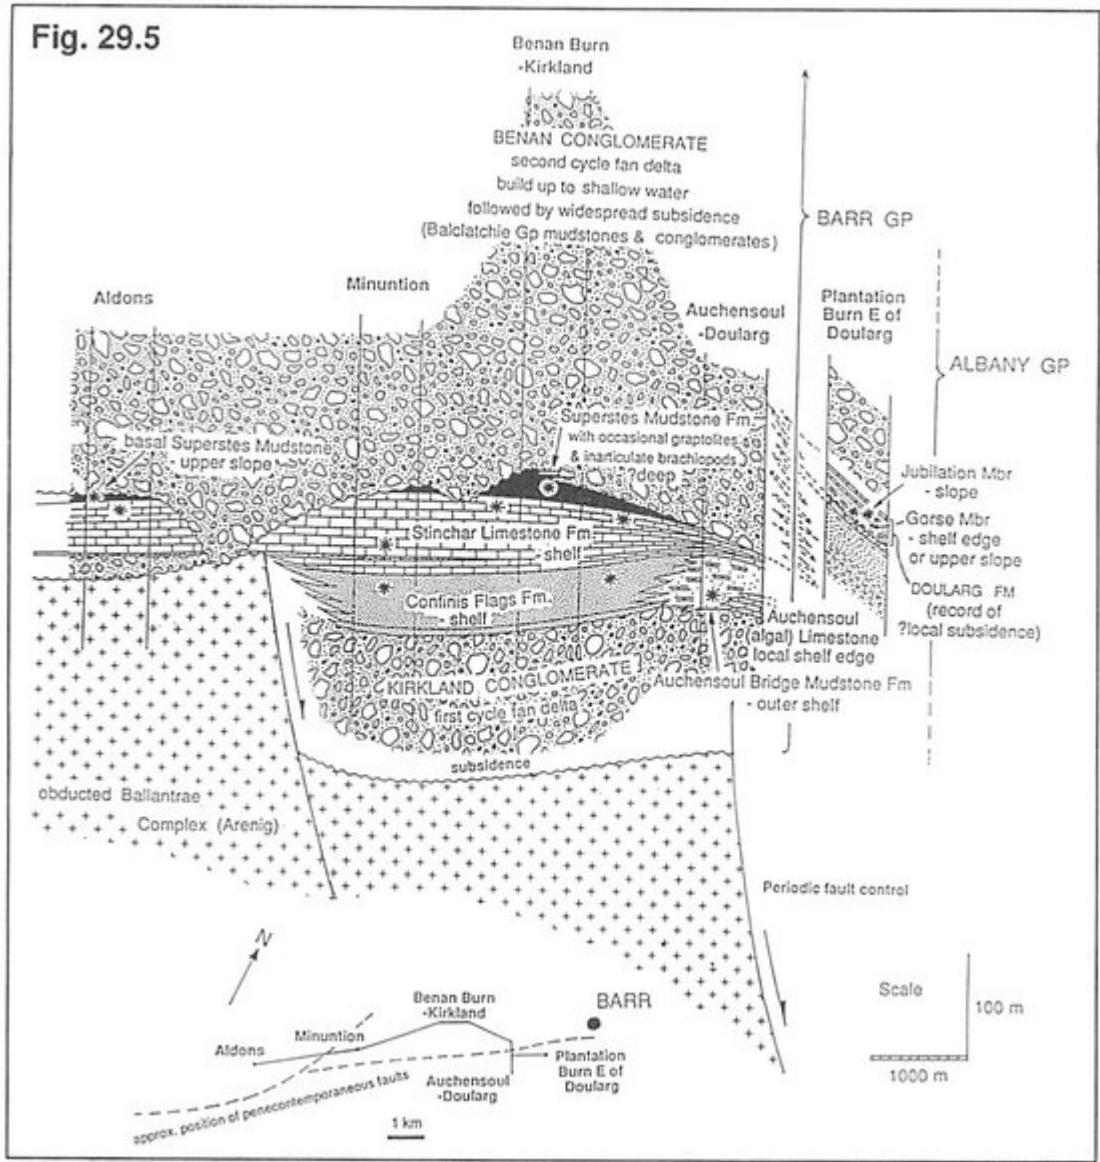 Fig. 29.5
Benan Burn
-Kirkland
BENAN CONGLOMERATE
second cycle fan delta
build up to shallow water
followed by widespread subsidence
(Balclatchie Gp mudstones & conglomerates)
BARR GP
Aldons
Minuntion
Auchensoul
-Doularg
Plantation
Burn E of
Doularg
ALBANY GP
basal Superstes Mudstone
upper slope
Superstes Mudstone Fm.
with occasional graptolites
& inarticulate brachiopods
?deep
Jubilation Mbr
- slope
Gorse Mbr
- shelf edge
or upper slope
DOULARG FM
(record of
?local subsidence)
Stinchar Limestone Fm.
- shelf
Confinis Flags Fm.
- shelf
Auchensoul
(algal) Limestone
local shelf edge
Auchensoul Bridge Mudstone Fm
- outer shelf
KIRKLAND CONGLOMERATE
first cycle fan delta
subsidence
obducted Ballantrae
Complex (Arenig)
Periodic fault control
N
Benan Burn
-Kirkland
BARR
Minuntion
Aldons
Plantation
Burn E of
Doularg
Auchensoul
-Doularg
approx. position of penecontemporaneous faults
1 km
Scale
100 m
1000 m